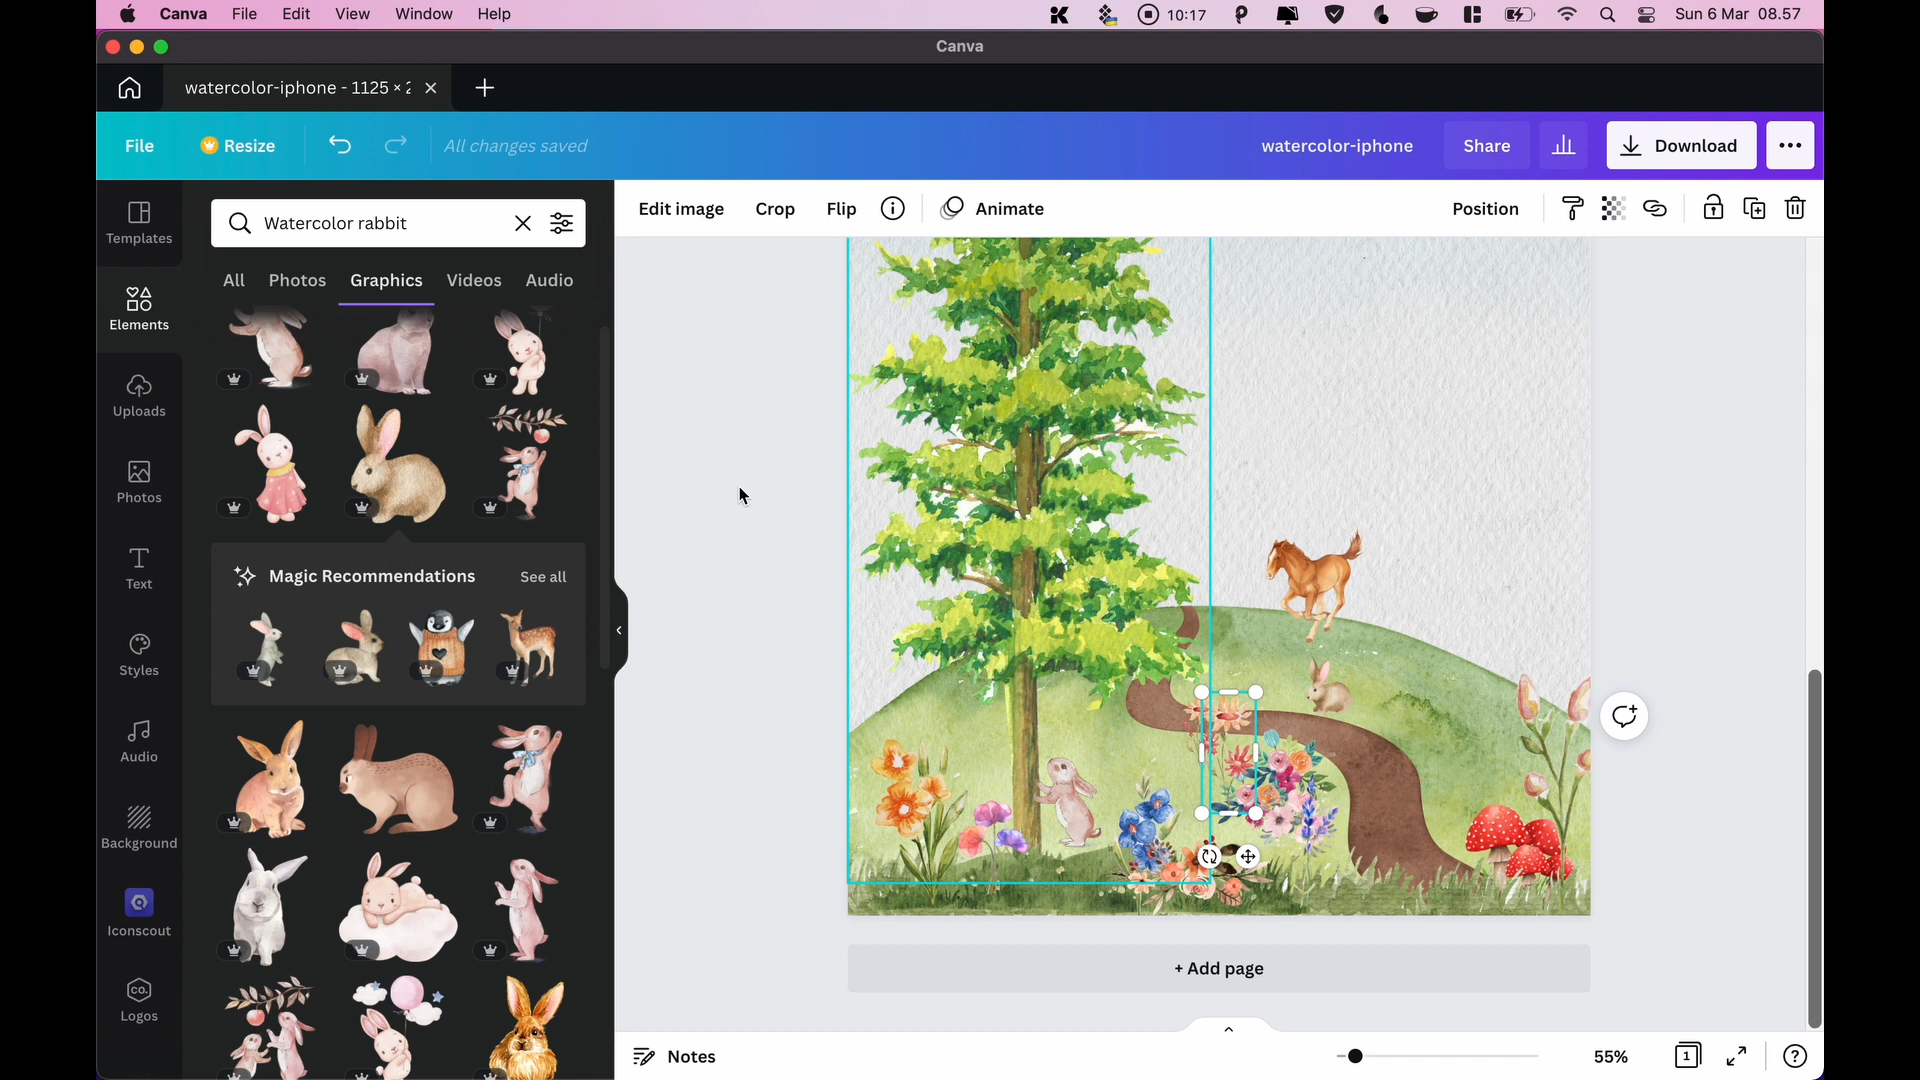 Canva File Edit View Window Help 10:17 Sun 6 Mar 08.57
Canva
watercolor-iphone - 1125 ×
File Resize All changes saved watercolor-iphone Share Download
Watercolor rabbit
Edit image Crop Flip Animate Position
All Photos Graphics Videos Audio
Templates
Elements
Uploads
Photos
Text
Styles
Audio
Background
Iconscout
CO.
Logos
Magic Recommendations See all
+ Add page
Notes 55% 1